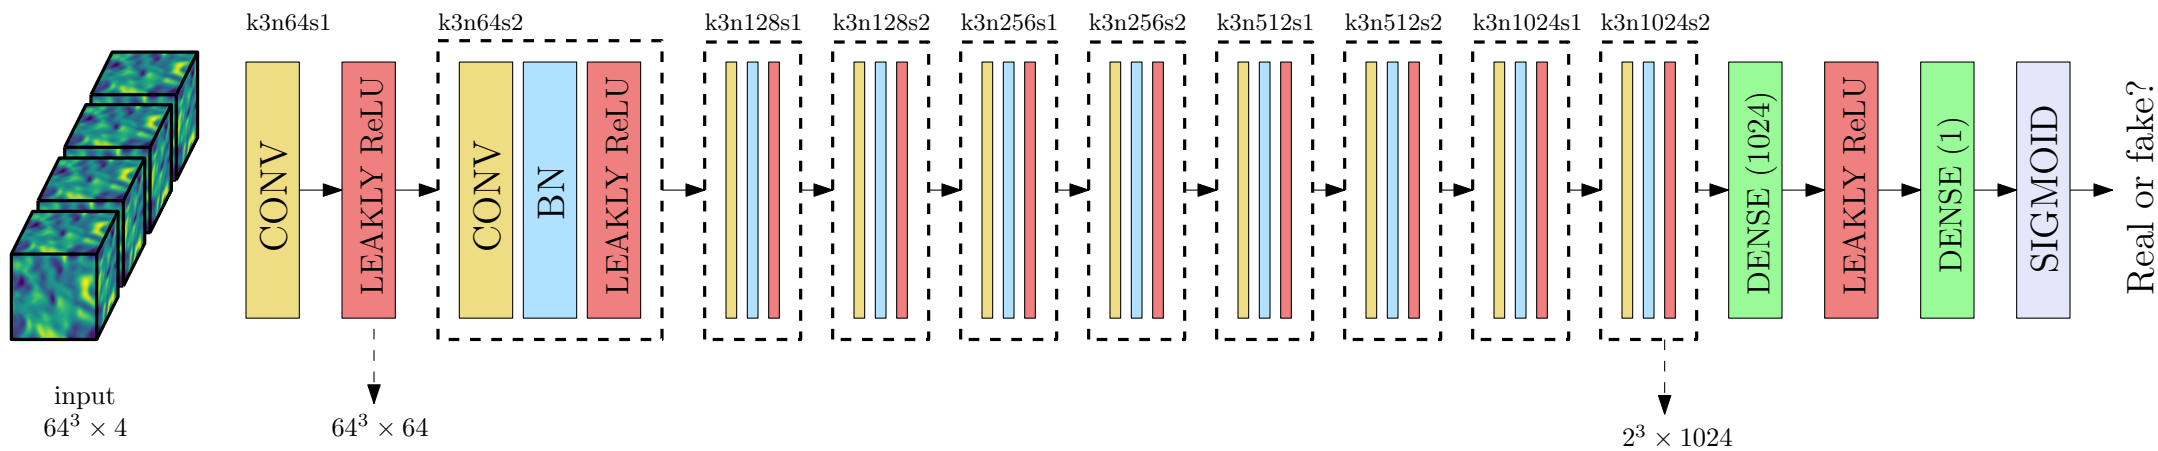 k3n64s1
k3n64s2
k3n128s1
k3n128s2
k3n256s1
k3n256s2
k3n512s1
k3n512s2
k3n1024s1
k3n1024s2
CONV
LEAKLY ReLU
CONV
BN
LEAKLY ReLU
DENSE (1024)
LEAKLY ReLU
DENSE (1)
SIGMOID
Real or fake?
input
64³ × 4
64³ × 64
2³ × 1024